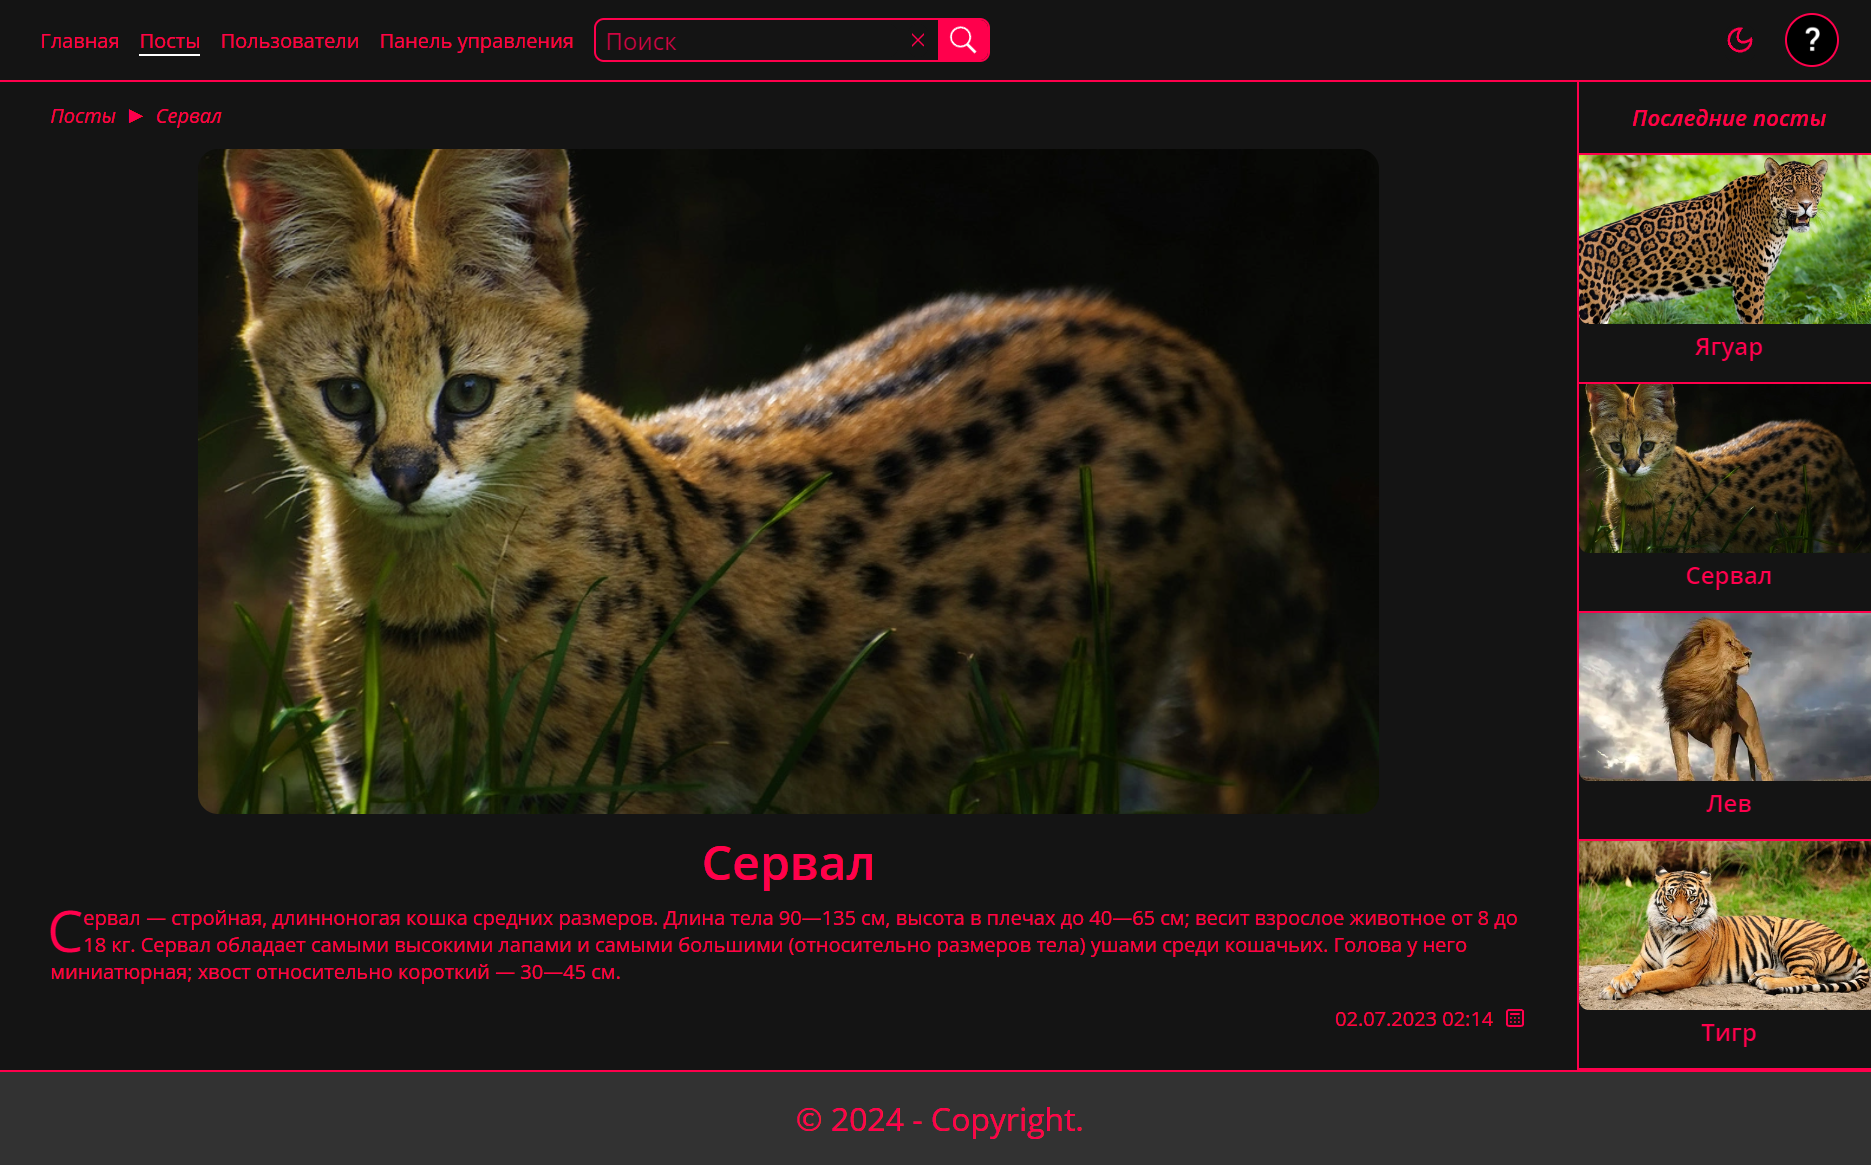 Главная Посты Пользователи Панель управления Поиск ?
Посты ► Сервал
Последние посты
Ягуар
Сервал
Лев
Тигр
Сервал
Сервал — стройная, длинноногая кошка средних размеров. Длина тела 90—135 см, высота в плечах до 40—65 см; весит взрослое животное от 8 до
18 кг. Сервал обладает самыми высокими лапами и самыми большими (относительно размеров тела) ушами среди кошачьих. Голова у него
миниатюрная; хвост относительно короткий — 30—45 см.
02.07.2023 02:14
© 2024 - Copyright.